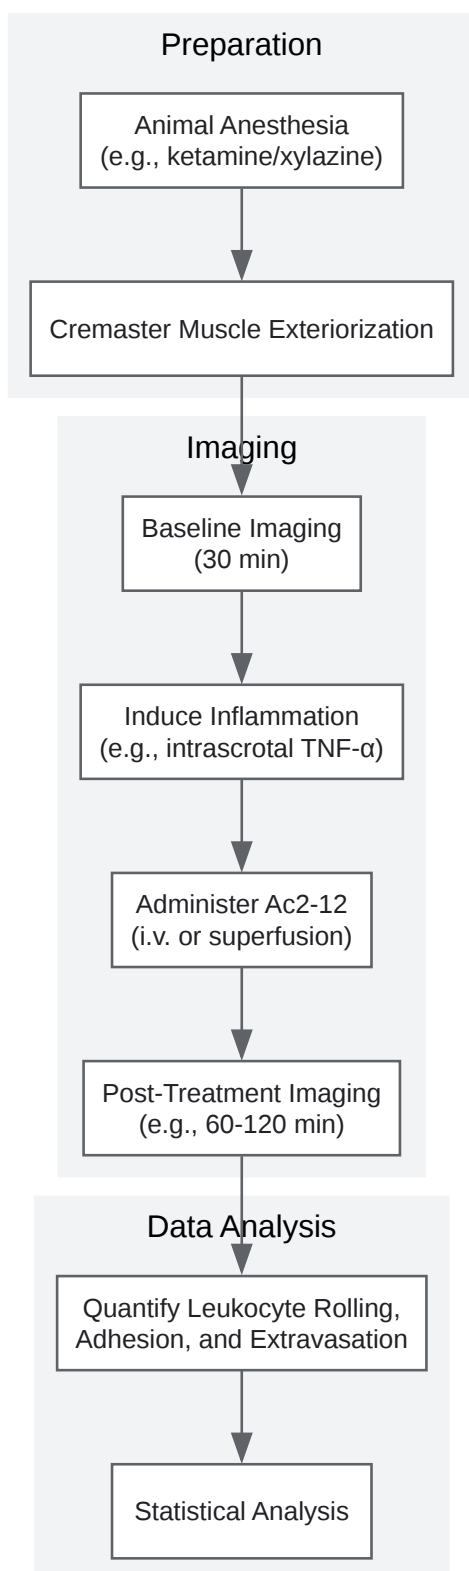 Preparation
Animal Anesthesia
(e.g., ketamine/xylazine)
Cremaster Muscle Exteriorization
Imaging
Baseline Imaging
(30 min)
Induce Inflammation
(e.g., intrascrotal TNF-α)
Administer Ac2-12
(i.v. or superfusion)
Post-Treatment Imaging
(e.g., 60-120 min)
Data Analysis
Quantify Leukocyte Rolling,
Adhesion, and Extravasation
Statistical Analysis